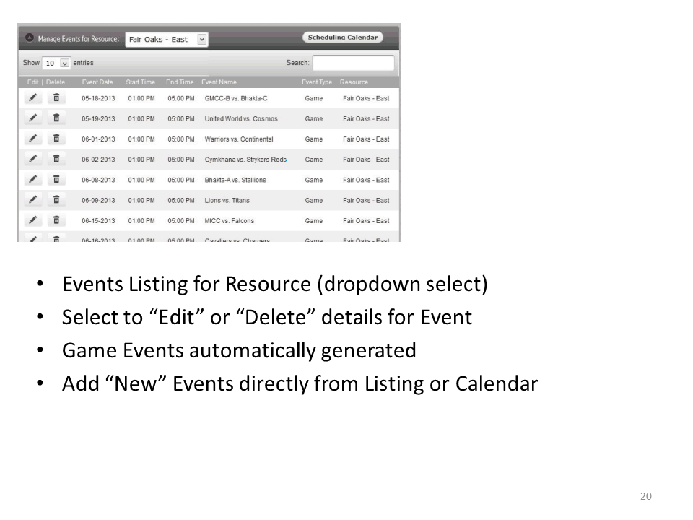 Manage Events for Resource: Fair Oaks - East Scheduling Calendar
Show 10 entries Search:
Edit | Delete Event Date Start Time End Time Event Name Event Type Resource
05-18-2013 01:00 PM 05:00 PM GMCC-B vs. Bhakta-C Game Fair Oaks - East
05-19-2013 01:00 PM 05:00 PM United World vs. Cosmos Game Fair Oaks - East
06-01-2013 01:00 PM 05:00 PM Warriors vs. Continental Game Fair Oaks - East
06-02-2013 01:00 PM 05:00 PM Gymkhana vs. Strykers Reds Game Fair Oaks - East
06-08-2013 01:00 PM 05:00 PM Bhakta-A vs. Stallions Game Fair Oaks - East
06-09-2013 01:00 PM 05:00 PM Lions vs. Titans Game Fair Oaks - East
06-15-2013 01:00 PM 05:00 PM MICC vs. Falcons Game Fair Oaks - East
06-16-2013 01:00 PM 05:00 PM Cavaliers vs. Chargers Game Fair Oaks - East
• Events Listing for Resource (dropdown select)
• Select to “Edit” or “Delete” details for Event
• Game Events automatically generated
• Add “New” Events directly from Listing or Calendar
20